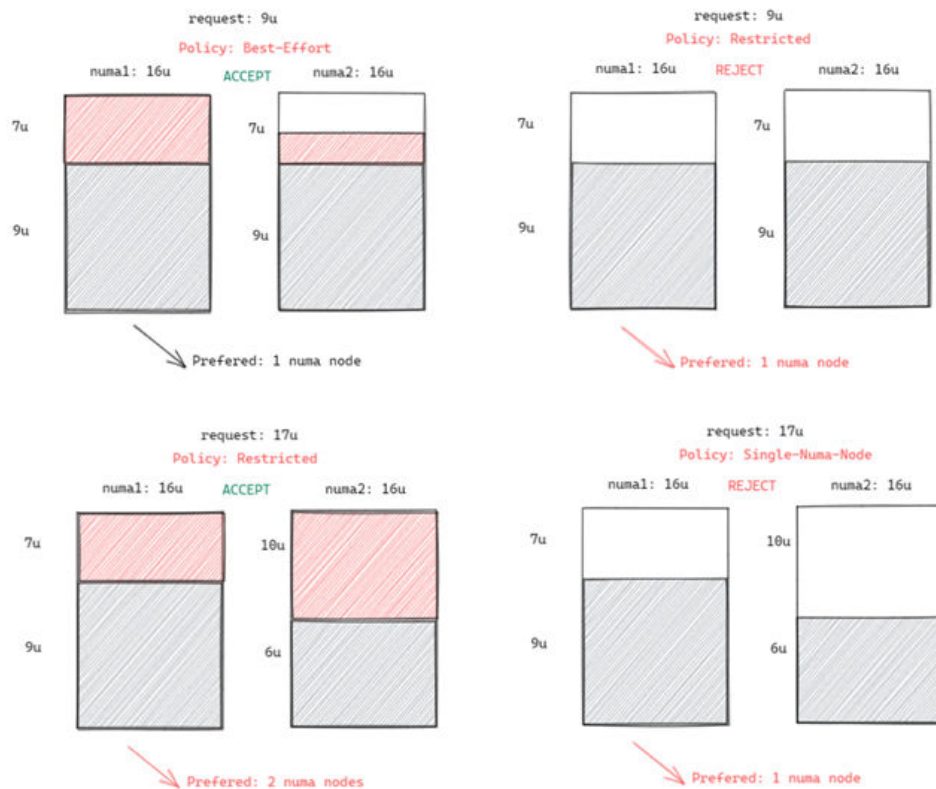 request: 9u
Policy: Best-Effort
numa1: 16u ACCEPT numa2: 16u
7u 7u
9u 9u
Prefered: 1 numa node
request: 9u
Policy: Restricted
numa1: 16u REJECT numa2: 16u
7u 7u
9u 9u
Prefered: 1 numa node
request: 17u
Policy: Restricted
numa1: 16u ACCEPT numa2: 16u
7u 10u
9u 6u
Prefered: 2 numa nodes
request: 17u
Policy: Single-Numa-Node
numa1: 16u REJECT numa2: 16u
7u 10u
9u 6u
Prefered: 1 numa node